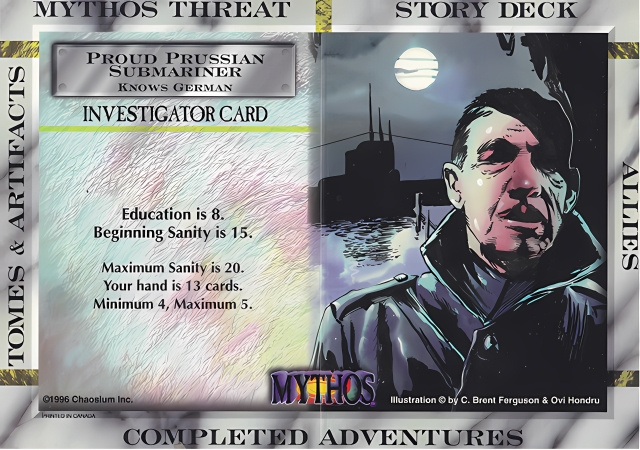 MYTHOS THREAT
STORY DECK
TOMES & ARTIFACTS
ALLIES
PROUD PRUSSIAN
SUBMARINER
KNOWS GERMAN
INVESTIGATOR CARD
Education is 8.
Beginning Sanity is 15.
Maximum Sanity is 20.
Your hand is 13 cards.
Minimum 4, Maximum 5.
MYTHOS
©1996 Chaosium Inc.
Illustration © by C. Brent Ferguson & Ovi Hondru
PRINTED IN CANADA
COMPLETED ADVENTURES